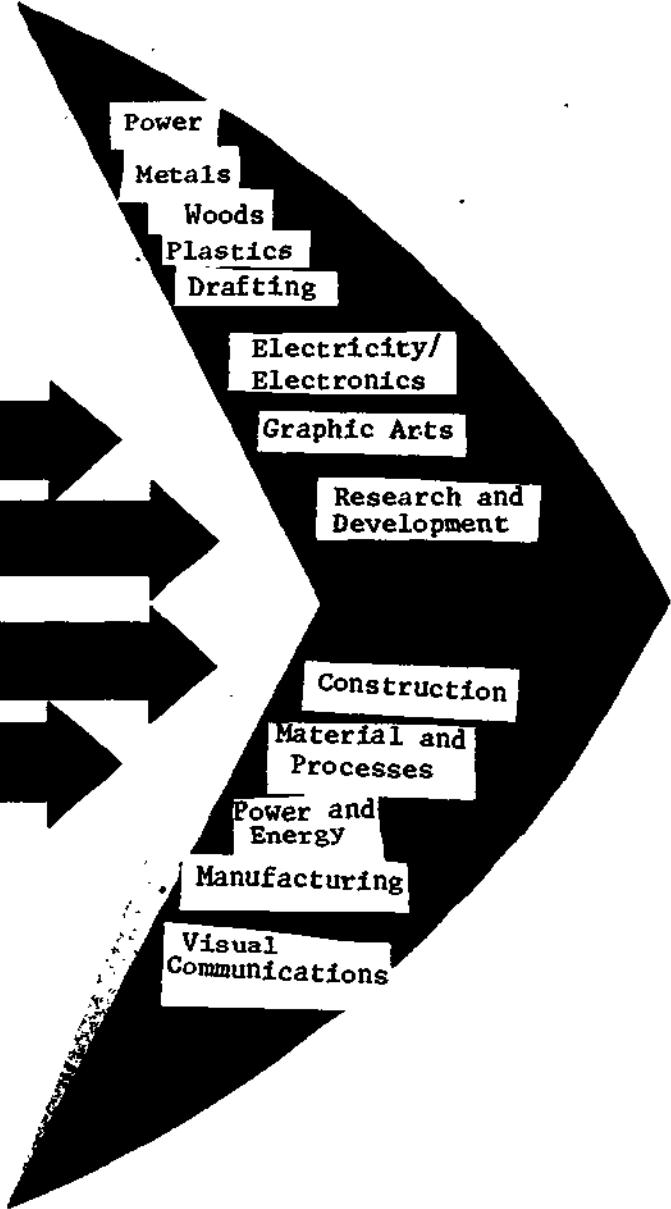 Power
Metals
Woods
Plastics
Drafting
Electricity/
Electronics
Graphic Arts
Research and
Development
Construction
Material and
Processes
Power and
Energy
Manufacturing
Visual
Communications